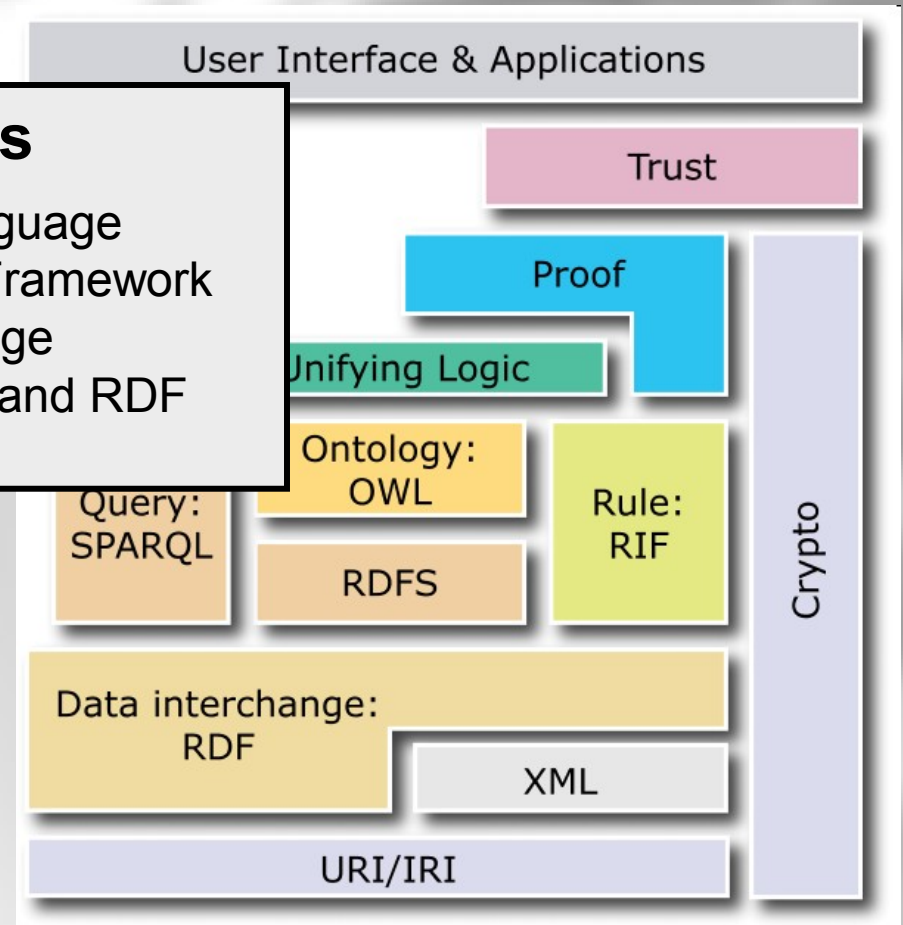 User Interface & Applications
Trust
s
guage
ramework
ge
and RDF
Proof
Unifying Logic
Ontology:
OWL
Query:
SPARQL
RDFS
Rule:
RIF
Crypto
Data interchange:
RDF
XML
URI/IRI